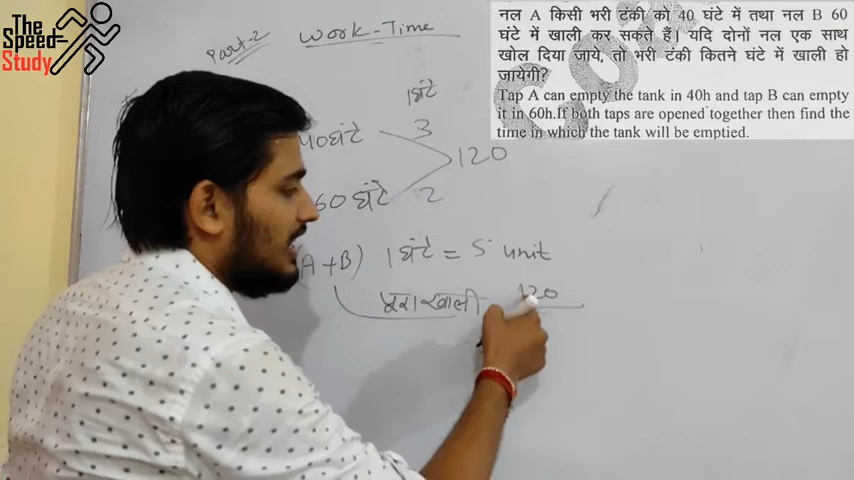 The
Speed
Study
Part-2
Work-Time
नल A किसी भरी टंकी को 40 घंटे में तथा नल B 60
घंटे में खाली कर सकते हैं। यदि दोनों नल एक साथ
खोल दिया जाये, तो भरी टंकी कितने घंटे में खाली हो
जायेगी?
Tap A can empty the tank in 40h and tap B can empty
it in 60h.If both taps are opened together then find the
time in which the tank will be emptied.
1घंटे
40घंटे 3
120
60घंटे 2
(A+B) 1घंटे = 5 unit
पूरा खाली 120